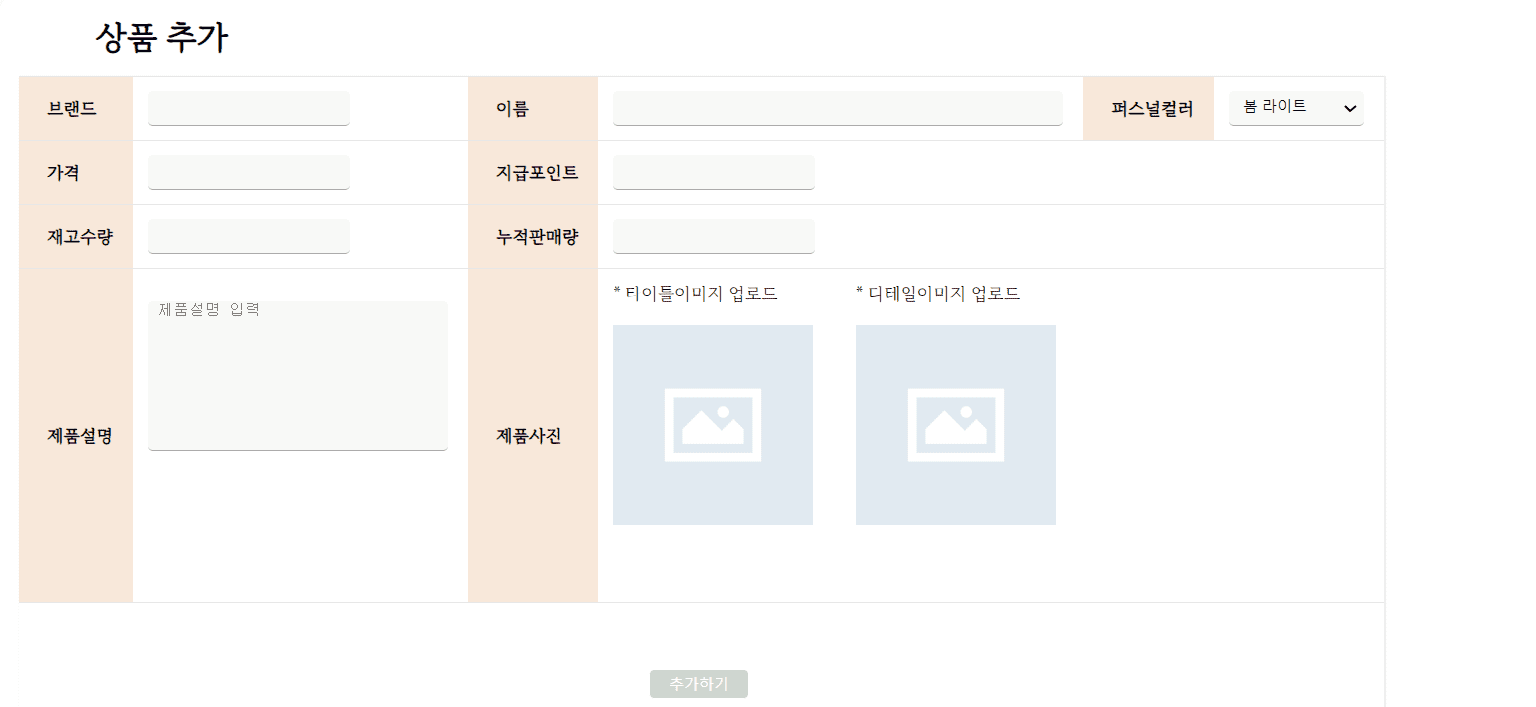 상품 추가
브랜드 이름 퍼스널컬러 봄 라이트
가격 지급포인트
재고수량 누적판매량
* 타이틀이미지 업로드 * 디테일이미지 업로드
제품설명 입력
제품설명 제품사진
추가하기